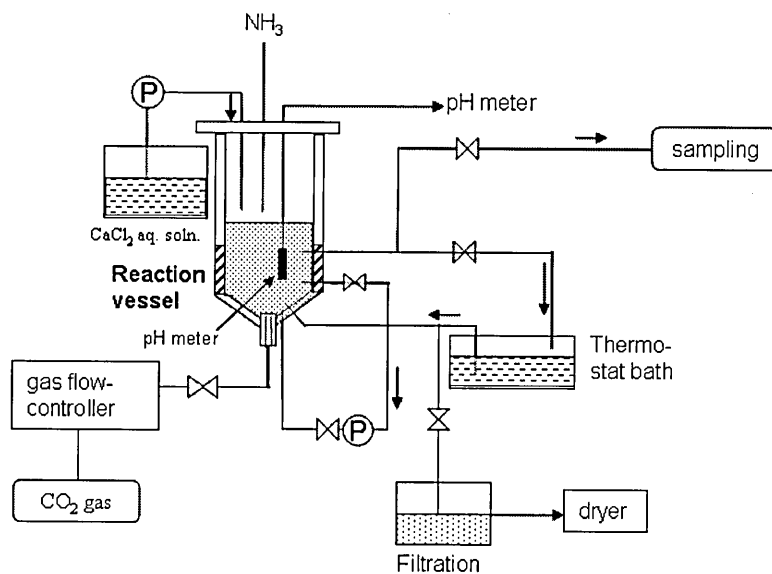 NH3
P
pH meter
sampling
CaCl2 aq. soln.
Reaction
vessel
pH meter
Thermo-
stat bath
gas flow-
controller
P
CO2 gas
dryer
Filtration